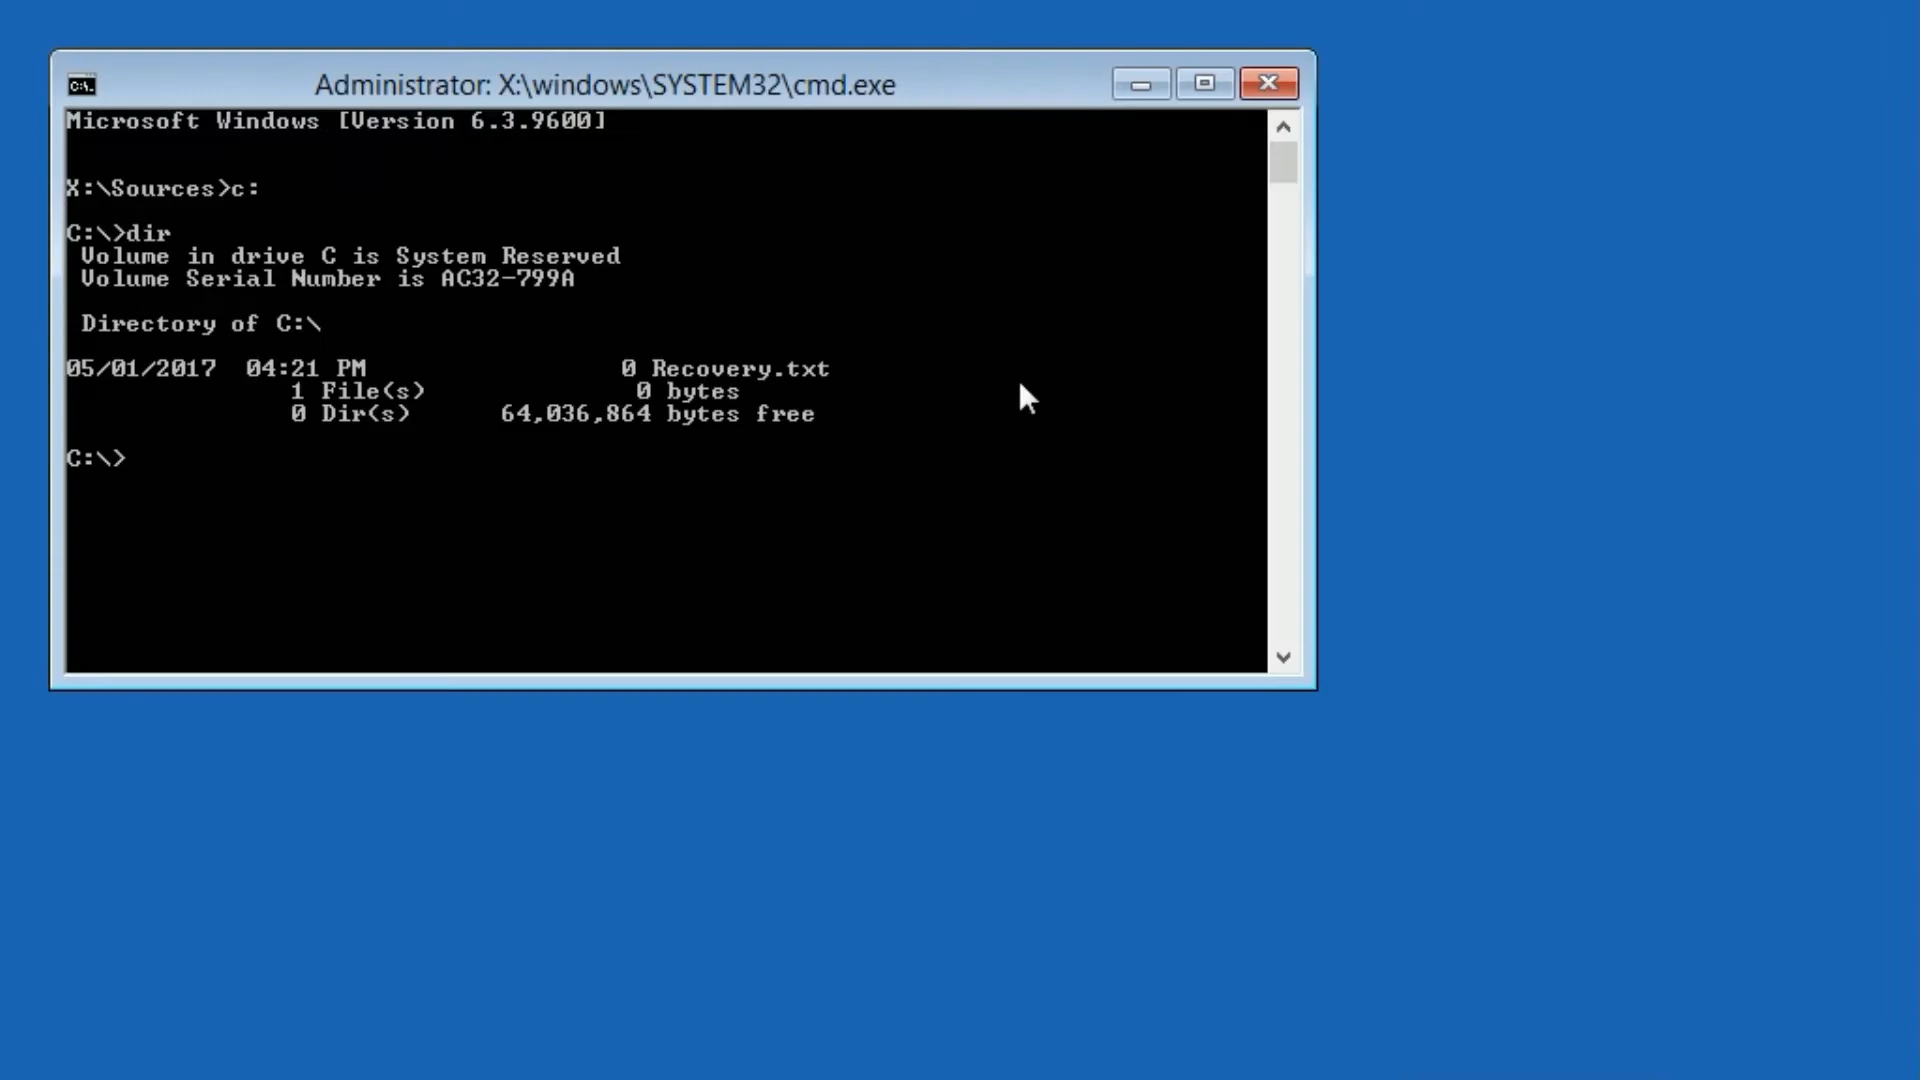 Administrator: X:\windows\SYSTEM32\cmd.exe
Microsoft Windows [Version 6.3.9600]
X:\Sources>c:
C:\>dir
Volume in drive C is System Reserved
Volume Serial Number is AC32-799A
Directory of C:\
05/01/2017  04:21 PM                 0 Recovery.txt
1 File(s)              0 bytes
0 Dir(s)      64,036,864 bytes free
C:\>